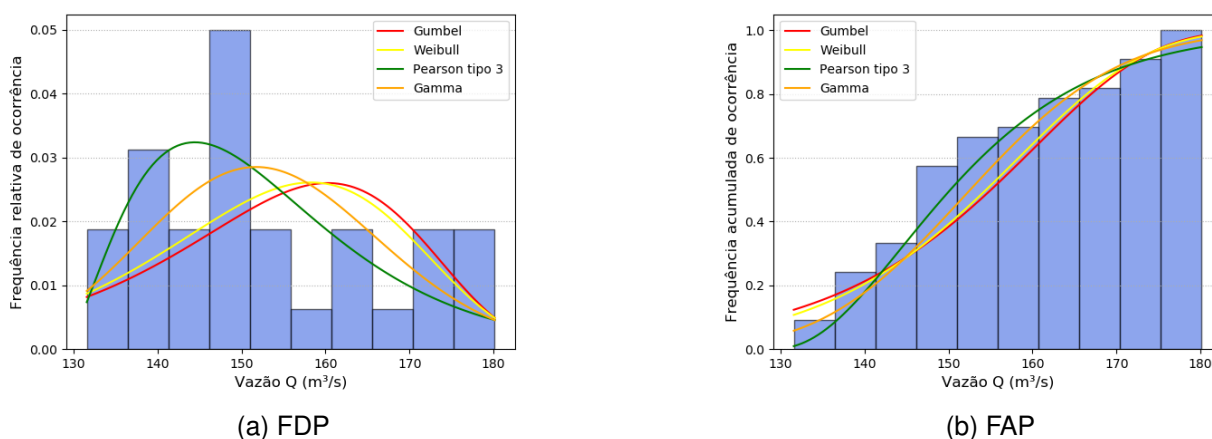 Frequência relativa de ocorrência
0.05
0.04
0.03
0.02
0.01
0.00
130
140
150
160
170
180
Vazão Q (m³/s)
Gumbel
Weibull
Pearson tipo 3
Gamma
(a) FDP
Frequência acumulada de ocorrência
1.0
0.8
0.6
0.4
0.2
0.0
130
140
150
160
170
180
Vazão Q (m³/s)
Gumbel
Weibull
Pearson tipo 3
Gamma
(b) FAP